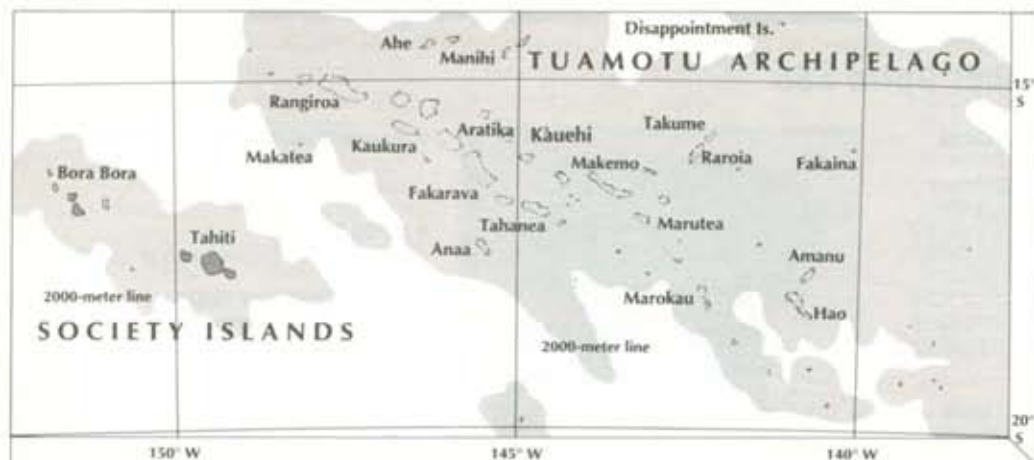 Disappointment Is.
Ahe
Manihi
TUAMOTU ARCHIPELAGO
15°
S
Rangiroa
Aratika
Kauehi
Takume
Kaukura
Makatea
Makemo
Raroia
Fakaina
Bora Bora
Fakarava
Tahanea
Marutea
Tahiti
Anaa
Amanu
2000-meter line
Marokau
Hao
SOCIETY ISLANDS
2000-meter line
20°
S
150° W
145° W
140° W